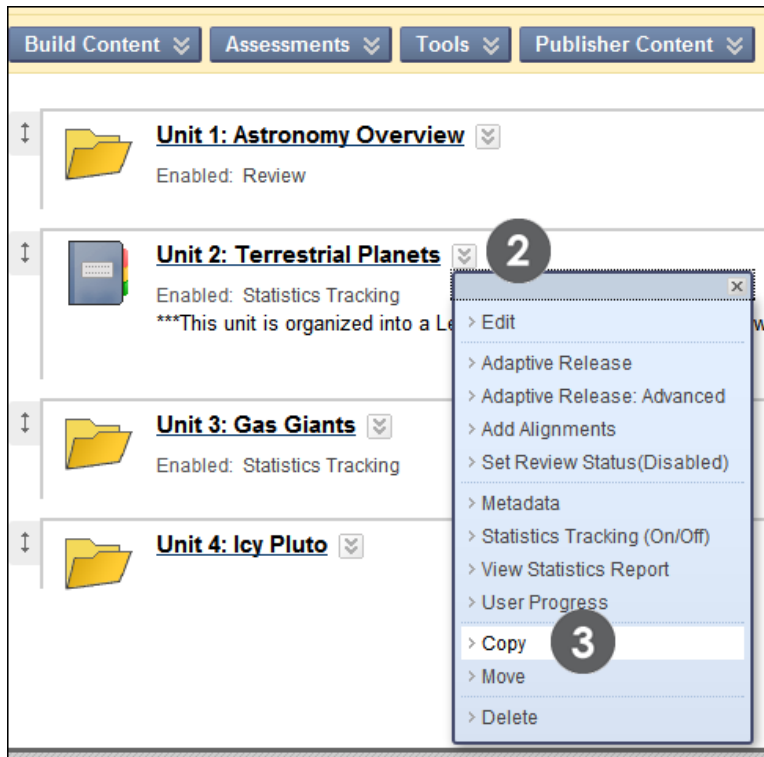 Build Content Assessments Tools Publisher Content
Unit 1: Astronomy Overview
Enabled: Review
Unit 2: Terrestrial Planets 2
Enabled: Statistics Tracking
***This unit is organized into a
> Edit
> Adaptive Release
> Adaptive Release: Advanced
> Add Alignments
> Set Review Status(Disabled)
> Metadata
> Statistics Tracking (On/Off)
> View Statistics Report
> User Progress
> Copy 3
> Move
> Delete
Unit 3: Gas Giants
Enabled: Statistics Tracking
Unit 4: Icy Pluto